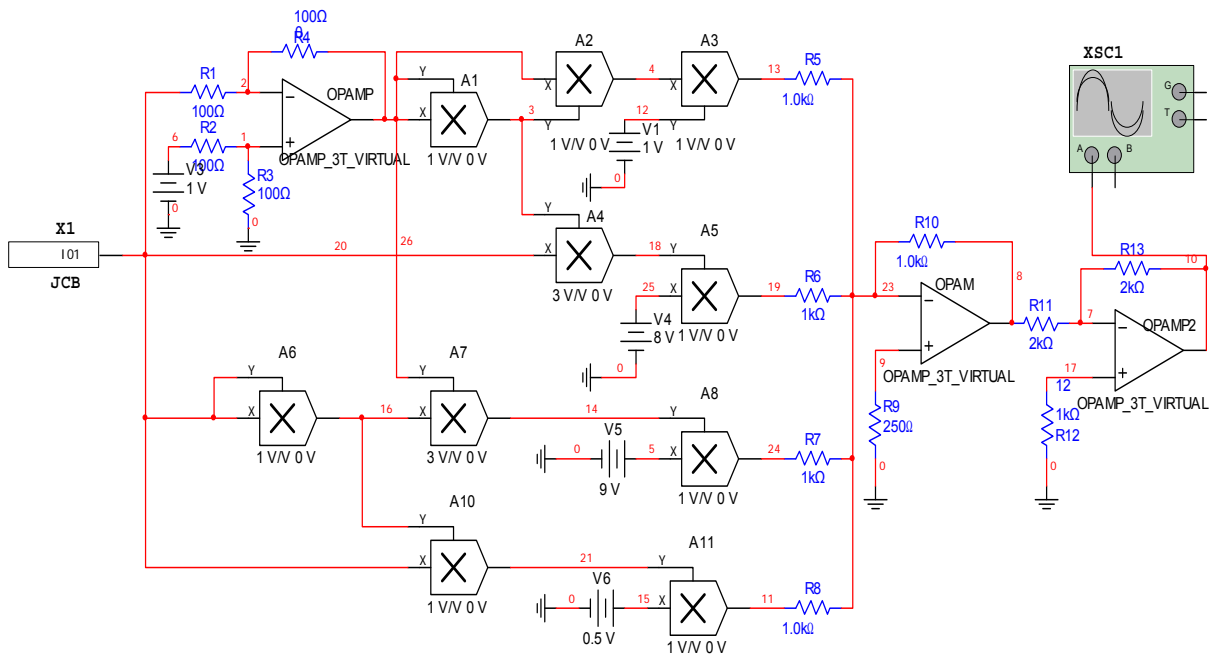 100Ω
0
R4
A2
A3
XSC1
R1
2
A1
4
13
R5
G
OPAMP
Y
X
X
1.0kΩ
T
100Ω
R2
X
3
Y
12
Y
V1
A
B
6
1
1 V/V 0 V
1 V/V 0 V
1 V
1 V/V 0 V
100Ω
OPAMP_3T_VIRTUAL
V3
R3
0
1 V
100Ω
A4
0
0
Y
X1
A5
R10
R13
IO1
20
26
X
18
Y
1.0kΩ
8
10
JCB
2kΩ
3 V/V 0 V
25
X
19
R6
23
OPAM
R11
V4
1kΩ
7
OPAMP2
8 V
1 V/V 0 V
2kΩ
A6
A7
0
9
OPAMP_3T_VIRTUAL
17
Y
Y
A8
12
X
16
X
14
Y
R9
1kΩ
OPAMP_3T_VIRTUAL
V5
250Ω
R12
1 V/V 0 V
3 V/V 0 V
0
5
X
24
R7
0
0
9 V
1kΩ
1 V/V 0 V
A10
Y
A11
X
21
Y
V6
R8
0
15
X
11
1 V/V 0 V
0.5 V
1.0kΩ
1 V/V 0 V